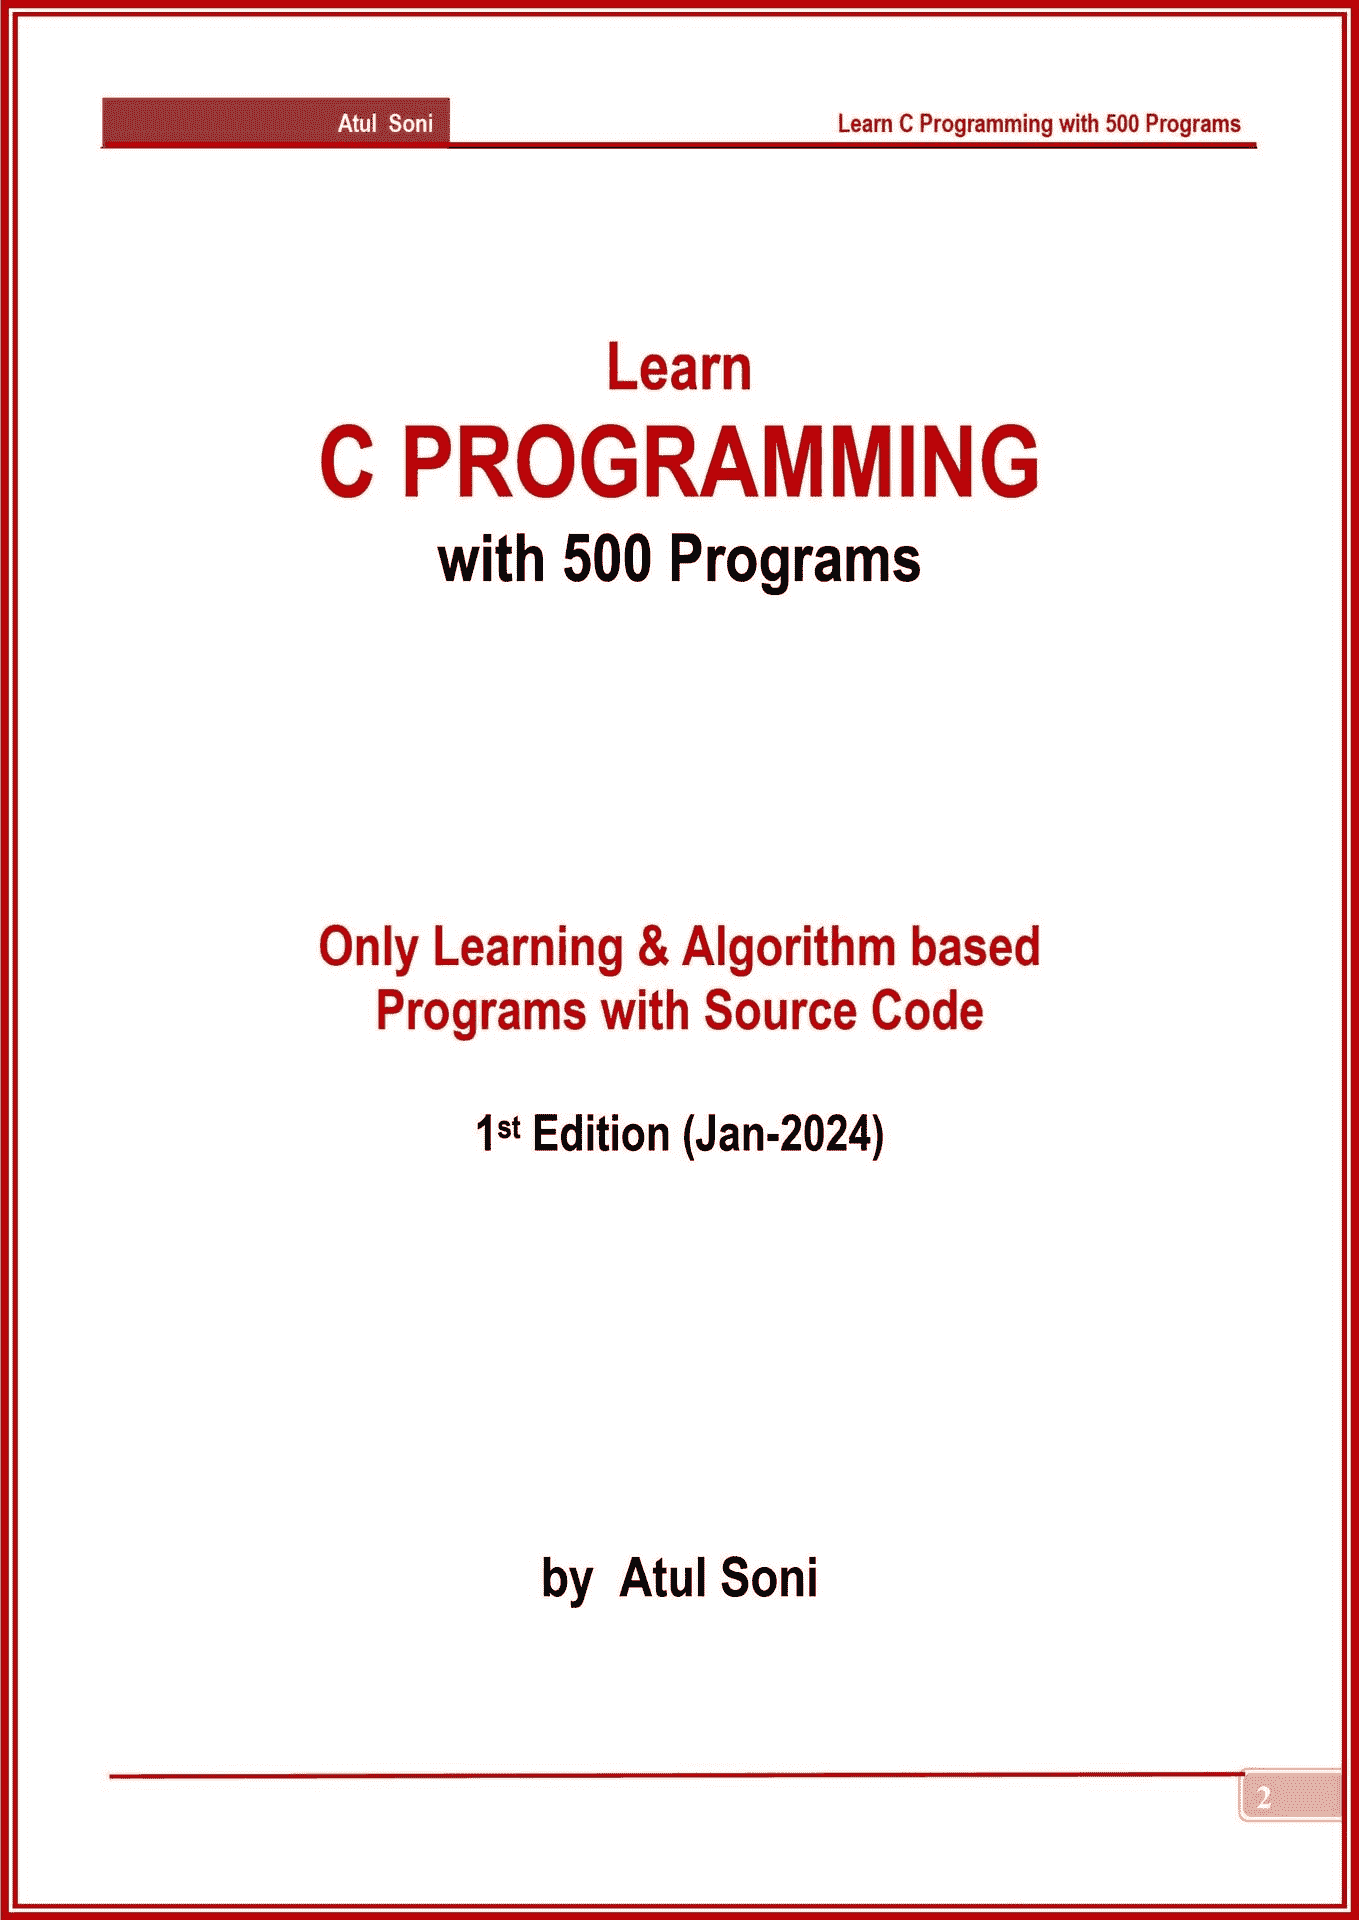 Atul Soni
Learn C Programming with 500 Programs
Learn
C PROGRAMMING
with 500 Programs
Only Learning & Algorithm based
Programs with Source Code
1st Edition (Jan-2024)
by Atul Soni
2